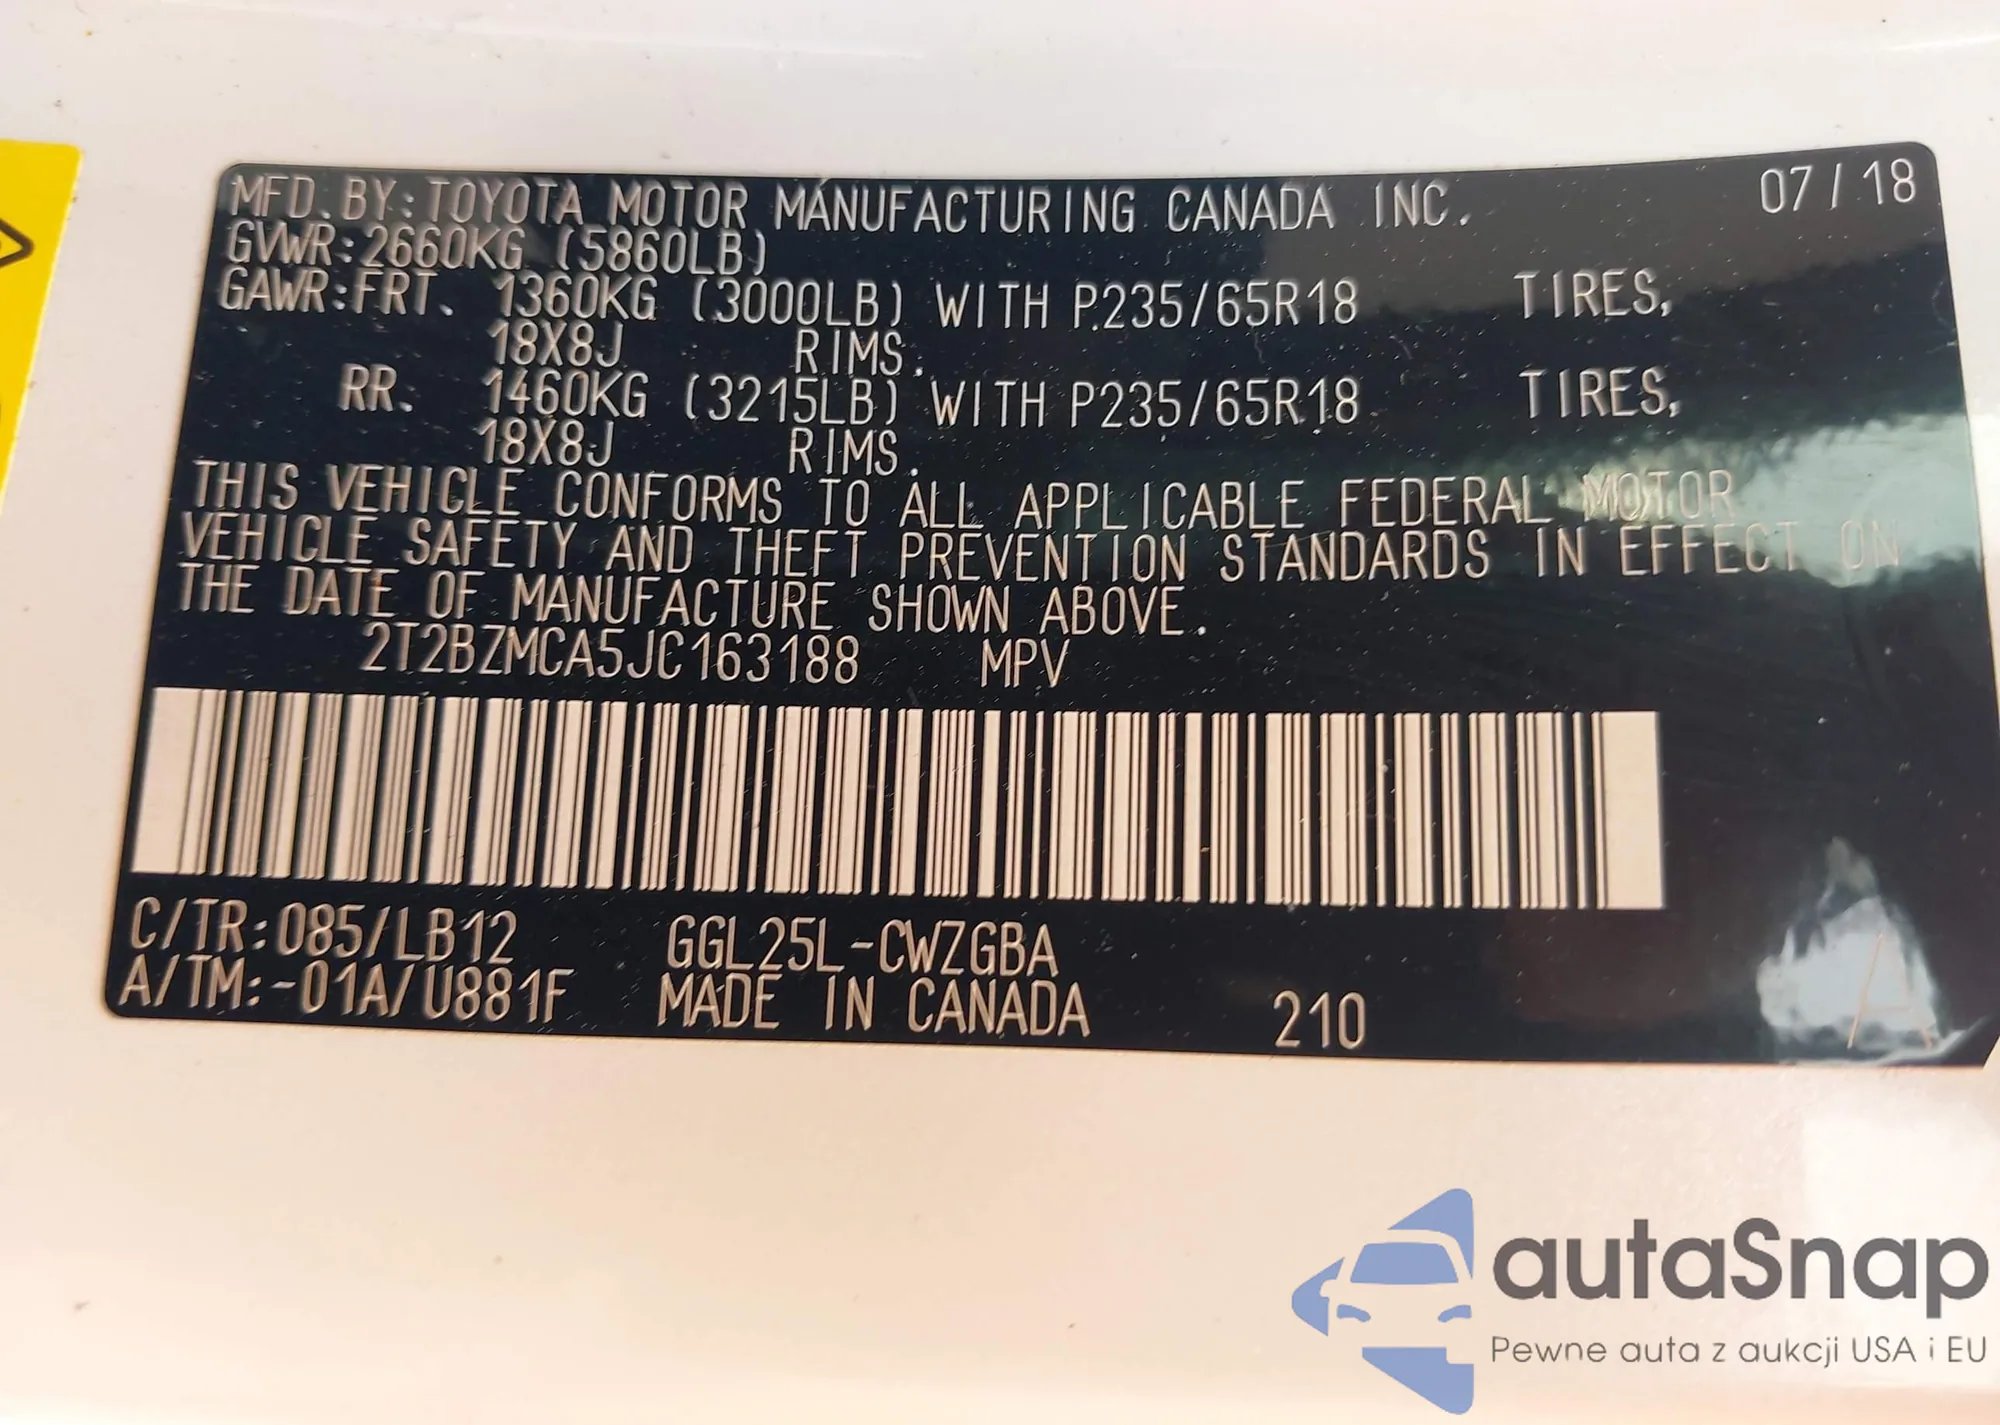 MFD. BY: TOYOTA MOTOR MANUFACTURING CANADA INC. 07/18
GVWR: 2660KG (5860LB)
GAWR: FRT. 1360KG (3000LB) WITH P235/65R18 TIRES,
18X8J RIMS.
RR. 1460KG (3215LB) WITH P235/65R18 TIRES,
18X8J RIMS.
THIS VEHICLE CONFORMS TO ALL APPLICABLE FEDERAL MOTOR
VEHICLE SAFETY AND THEFT PREVENTION STANDARDS IN EFFECT ON
THE DATE OF MANUFACTURE SHOWN ABOVE.
2T2BZMCA5JC163188 MPV
C/TR: 085/LB12 GGL25L-CWZGBA
A/TM: -01A/U881F MADE IN CANADA 210 A
autaSnap
Pewne auta z aukcji USA i EU